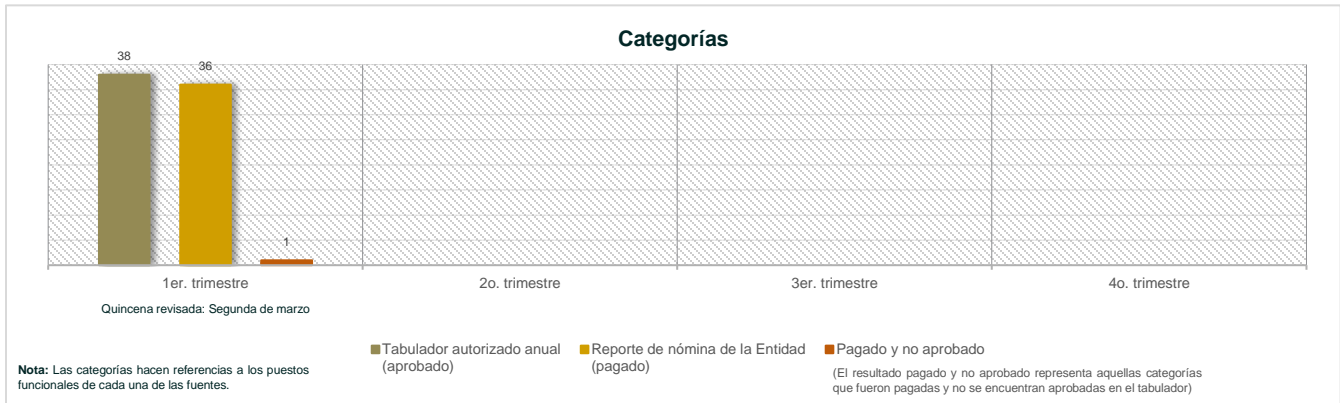 Categorías
38
36
1
1er. trimestre
2o. trimestre
3er. trimestre
4o. trimestre
Quincena revisada: Segunda de marzo
Tabulador autorizado anual
(aprobado)
Reporte de nómina de la Entidad
(pagado)
Pagado y no aprobado
(El resultado pagado y no aprobado representa aquellas categorías
que fueron pagadas y no se encuentran aprobadas en el tabulador)
Nota: Las categorías hacen referencias a los puestos
funcionales de cada una de las fuentes.